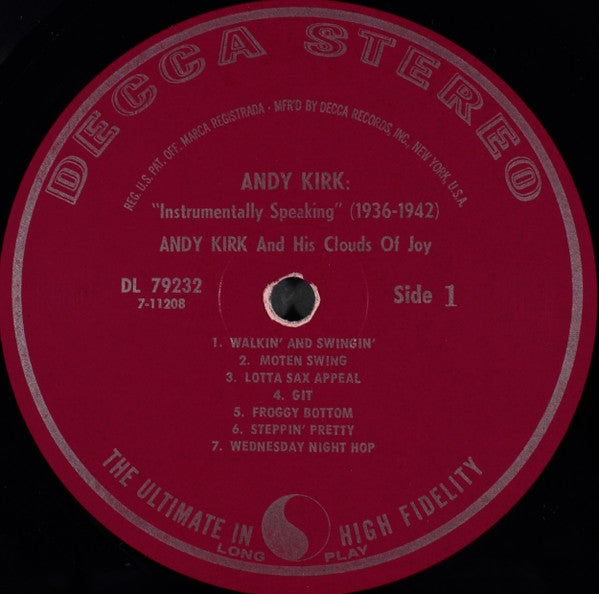 DECCA STEREO
REG. U.S. PAT. OFF. MARCA REGISTRADA · MFR'D BY DECCA RECORDS, INC., NEW YORK, U.S.A.
ANDY KIRK:
"Instrumentally Speaking" (1936-1942)
ANDY KIRK And His Clouds Of Joy
DL 79232
7-11208
Side 1
1. WALKIN' AND SWINGIN'
2. MOTEN SWING
3. LOTTA SAX APPEAL
4. GIT
5. FROGGY BOTTOM
6. STEPPIN' PRETTY
7. WEDNESDAY NIGHT HOP
THE ULTIMATE IN HIGH FIDELITY
LONG PLAY